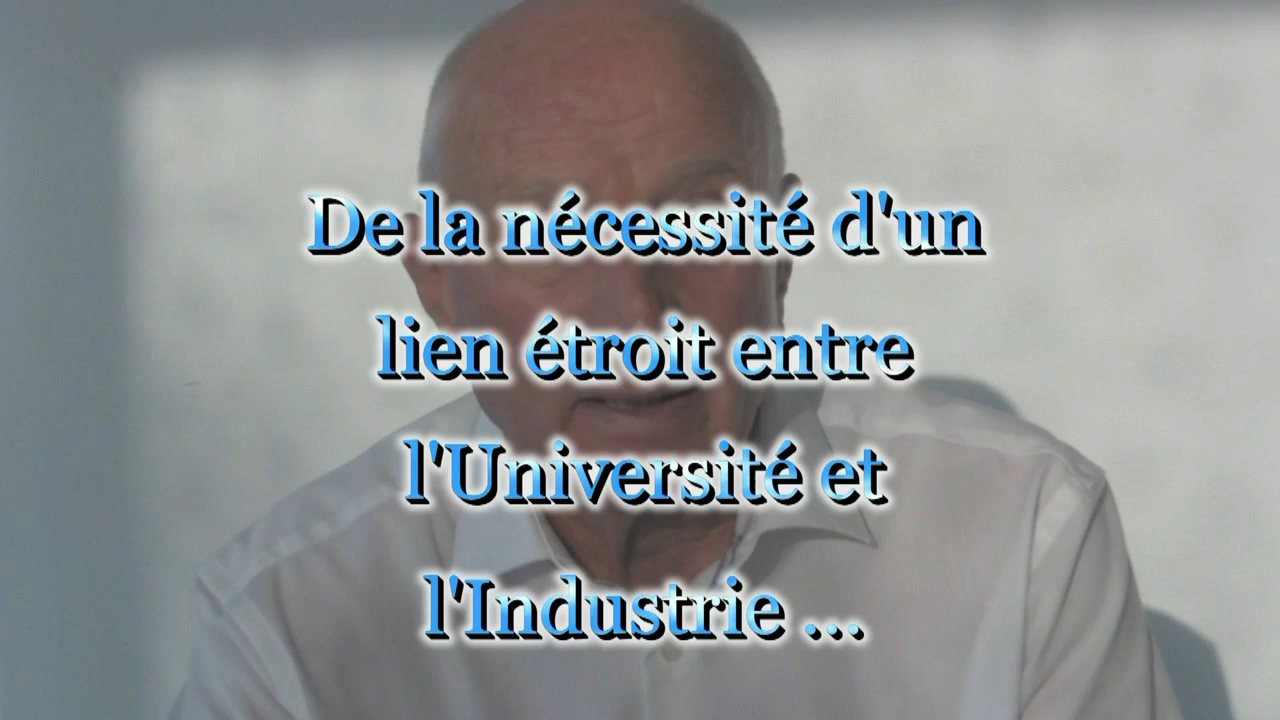 De la nécessité d'un
lien étroit entre
l'Université et
l'Industrie ...